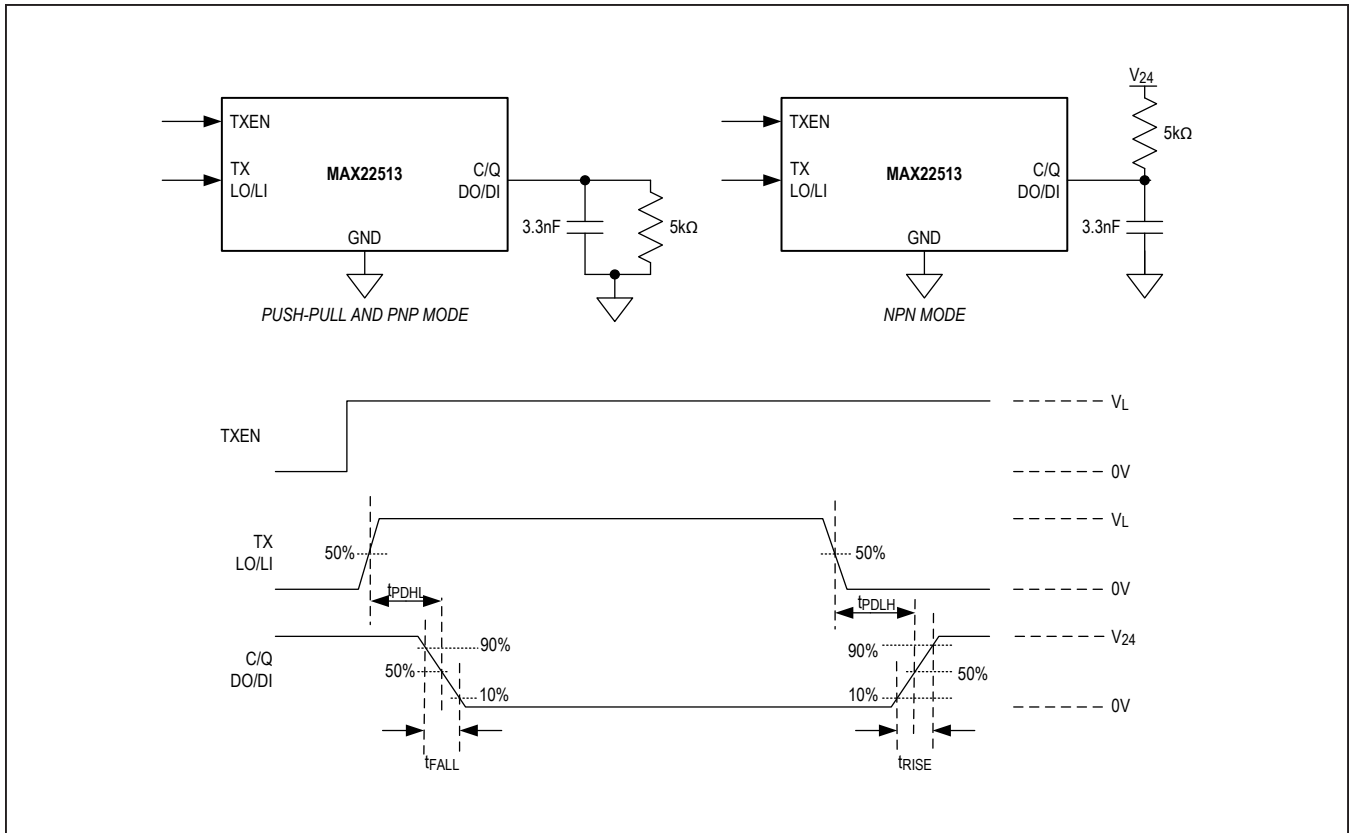 TXEN
TX
LO/LI
MAX22513
C/Q
DO/DI
GND
3.3nF
5kΩ
PUSH-PULL AND PNP MODE
V24
5kΩ
TXEN
TX
LO/LI
MAX22513
C/Q
DO/DI
GND
3.3nF
NPN MODE
TXEN
VL
0V
TX
LO/LI
50%
50%
VL
0V
tPDHL
tPDLH
C/Q
DO/DI
90%
50%
10%
90%
50%
10%
V24
0V
tFALL
tRISE